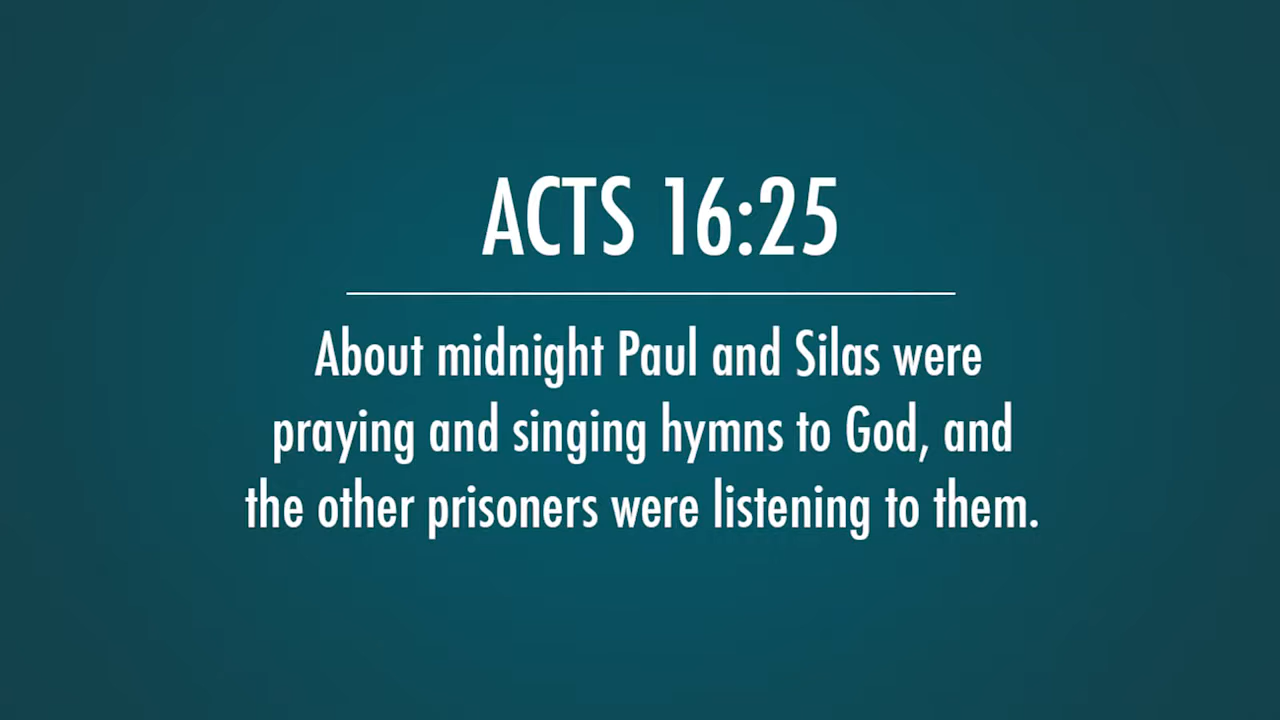 ACTS 16:25
About midnight Paul and Silas were
praying and singing hymns to God, and
the other prisoners were listening to them.